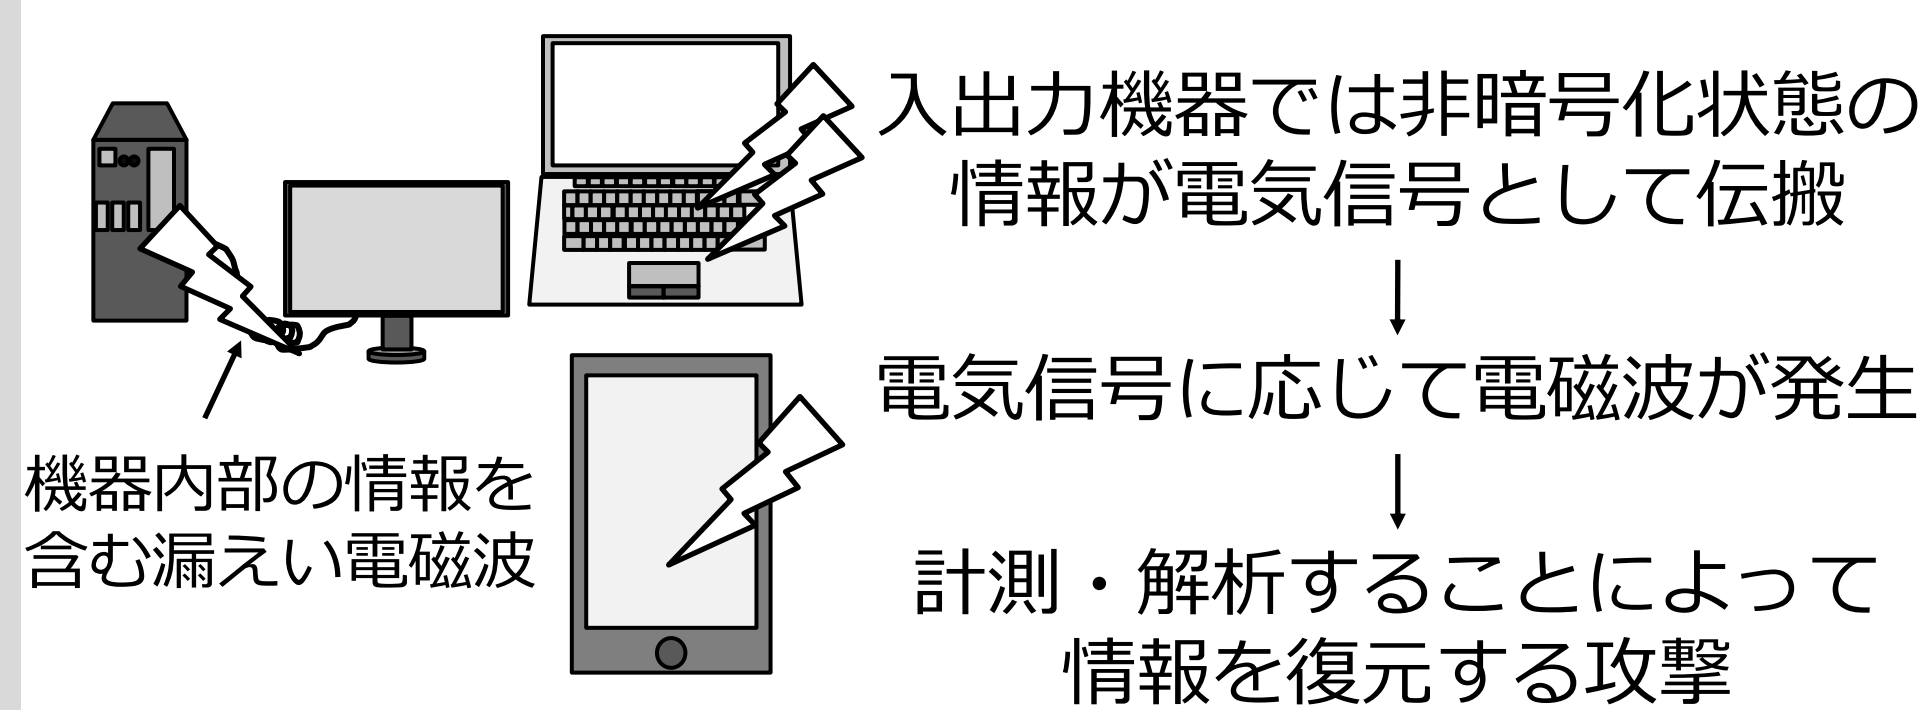 入出力機器では非暗号化状態の
情報が電気信号として伝搬
電気信号に応じて電磁波が発生
計測・解析することによって
情報を復元する攻撃
機器内部の情報を
含む漏えい電磁波